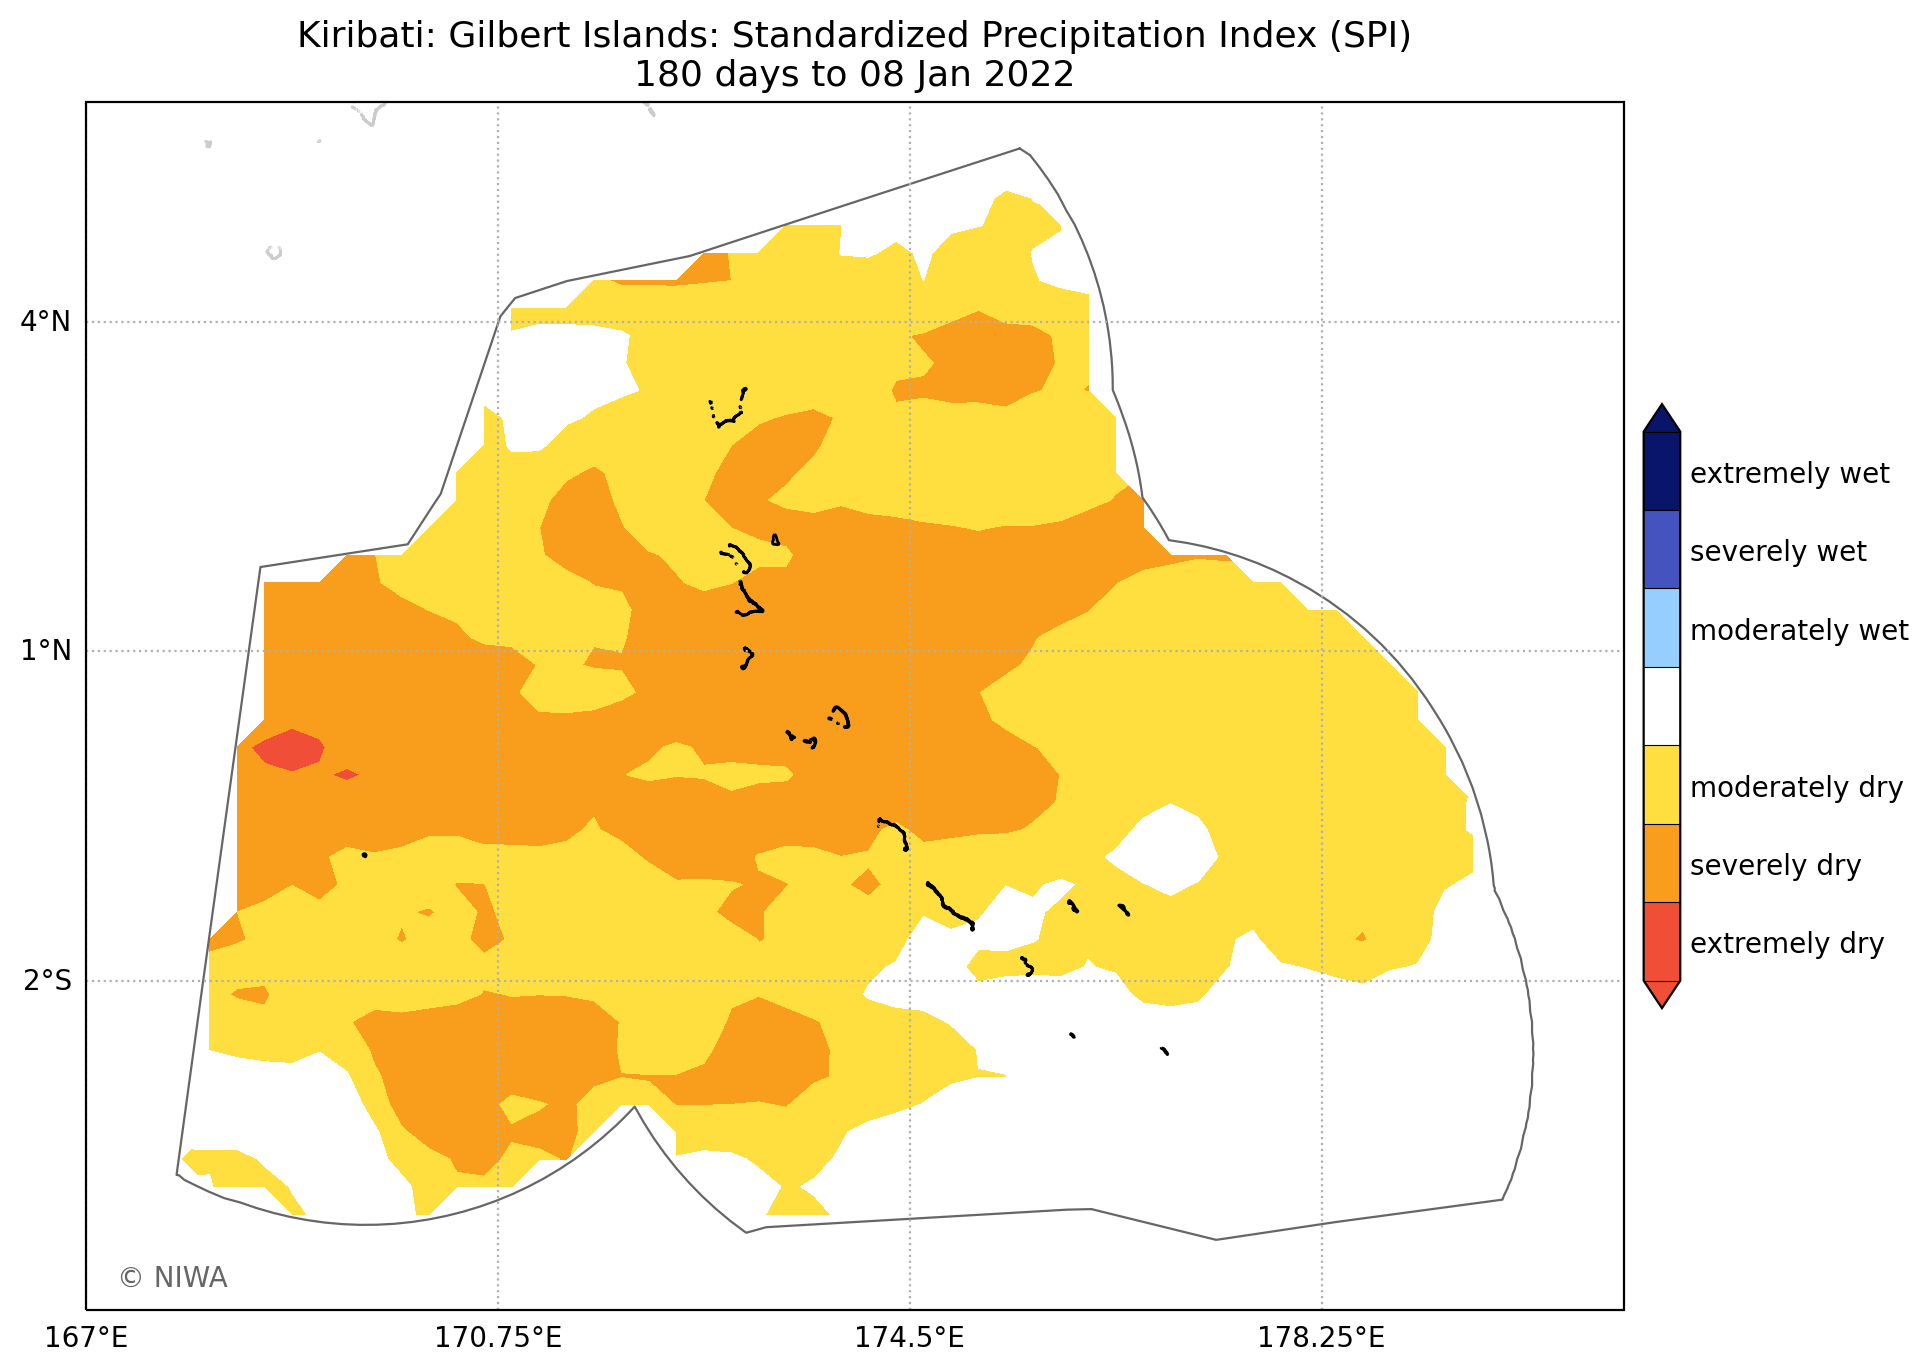 Kiribati: Gilbert Islands: Standardized Precipitation Index (SPI)
180 days to 08 Jan 2022
4°N
1°N
2°S
167°E
170.75°E
174.5°E
178.25°E
extremely wet
severely wet
moderately wet
moderately dry
severely dry
extremely dry
© NIWA